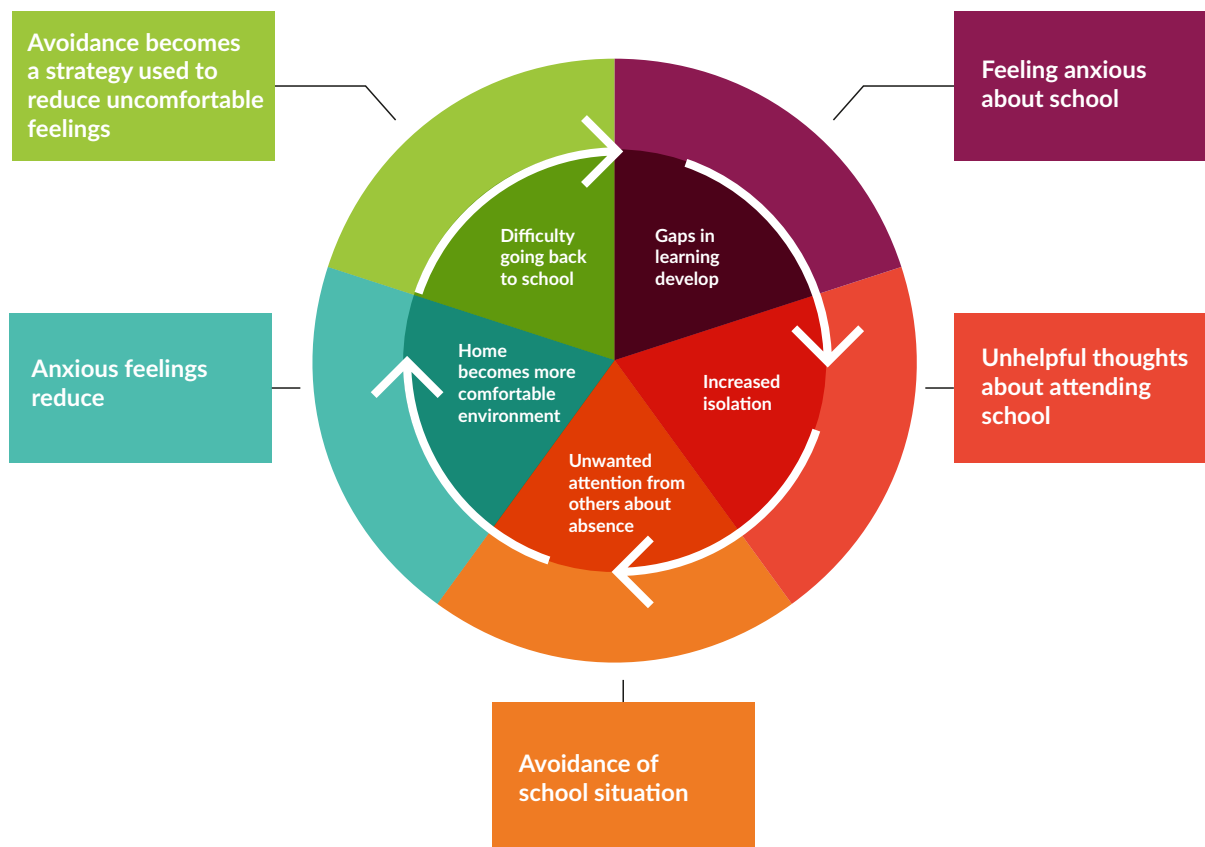 Avoidance becomes
a strategy used to
reduce uncomfortable
feelings
Feeling anxious
about school
Difficulty
going back
to school
Gaps in
learning
develop
Anxious feelings
reduce
Home
becomes more
comfortable
environment
Increased
isolation
Unhelpful thoughts
about attending
school
Unwanted
attention from
others about
absence
Avoidance of
school situation